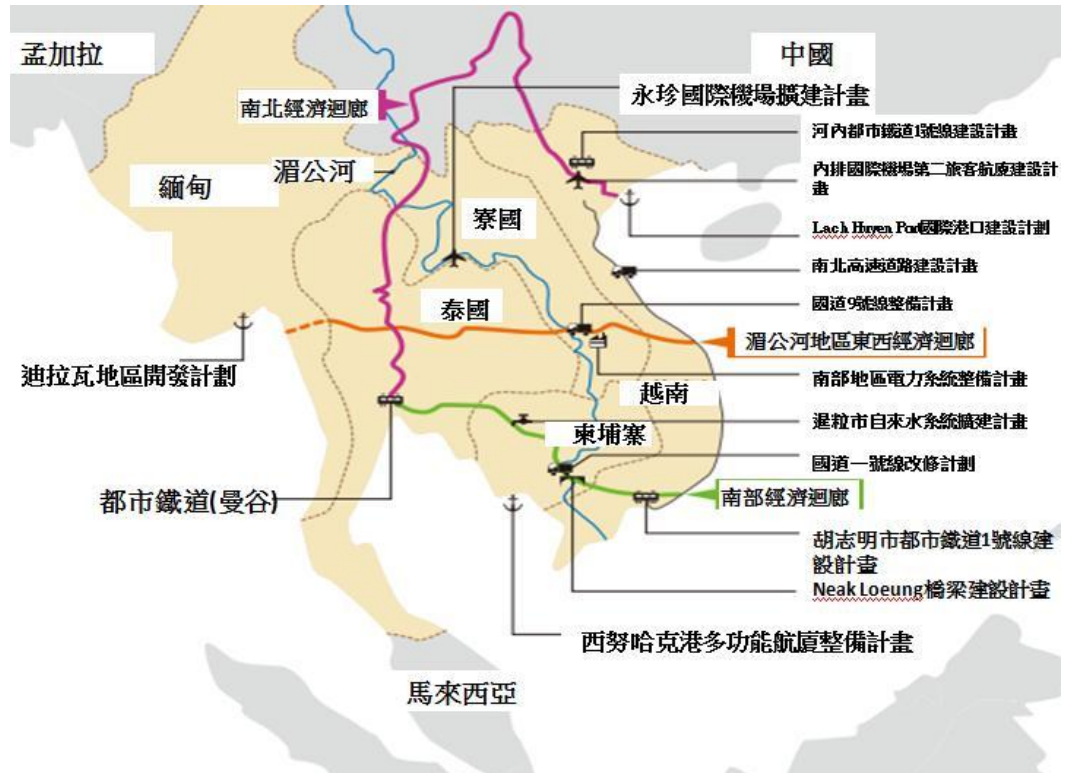 孟加拉
中國
南北經濟迴廊
永珍國際機場擴建計畫
河內都市鐵道1號線建設計畫
湄公河
內排國際機場第二旅客航廈建設計
畫
緬甸
寮國
Lach Huyen Port國際港口建設計劃
南北高速道路建設計畫
泰國
國道9號線整備計畫
湄公河地區東西經濟迴廊
迪拉瓦地區開發計劃
南部地區電力系統整備計畫
越南
暹粒市自來水系統擴建計畫
柬埔寨
國道一號線改修計劃
都市鐵道(曼谷)
南部經濟迴廊
胡志明市都市鐵道1號線建
設計畫
Neak Loeung橋梁建設計畫
西努哈克港多功能航廈整備計畫
馬來西亞